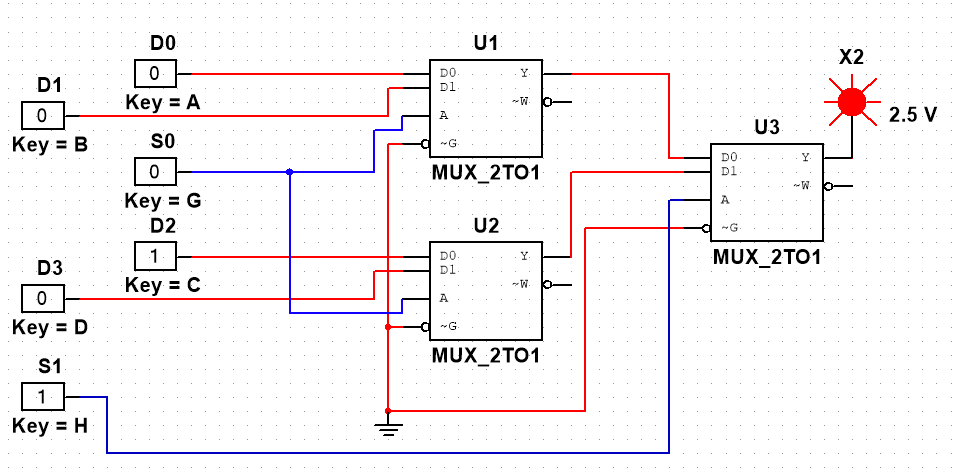 D0
0
Key = A
D1
0
Key = B
S0
0
Key = G
D2
1
Key = C
D3
0
Key = D
S1
1
Key = H
U1
D0 Y
D1
~W
A
~G
MUX_2TO1
U2
D0 Y
D1
~W
A
~G
MUX_2TO1
U3
D0 Y
D1
~W
A
~G
MUX_2TO1
X2
2.5 V